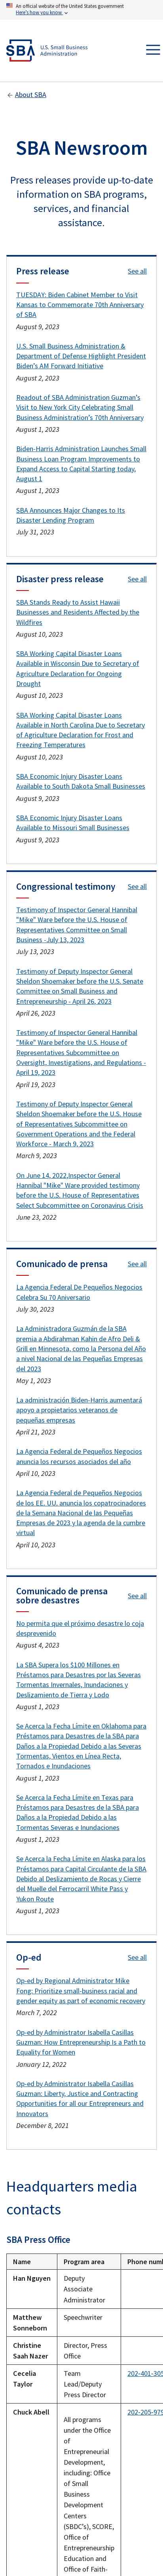 An official website of the United States government
Here's how you know
SBA
U.S. Small Business
Administration
About SBA
SBA Newsroom
Press releases provide up-to-date
information on SBA programs,
services, and financial
assistance.
Press release
See all
TUESDAY: Biden Cabinet Member to Visit
Kansas to Commemorate 70th Anniversary
of SBA
August 9, 2023
U.S. Small Business Administration &
Department of Defense Highlight President
Biden's AM Forward Initiative
August 2, 2023
Readout of SBA Administration Guzman's
Visit to New York City Celebrating Small
Business Administration's 70th Anniversary
August 1, 2023
Biden-Harris Administration Launches Small
Business Loan Program Improvements to
Expand Access to Capital Starting today,
August 1
August 1, 2023
SBA Announces Major Changes to Its
Disaster Lending Program
July 31, 2023
Disaster press release
See all
SBA Stands Ready to Assist Hawaii
Businesses and Residents Affected by the
Wildfires
August 10, 2023
SBA Working Capital Disaster Loans
Available in Wisconsin Due to Secretary of
Agriculture Declaration for Ongoing
Drought
August 10, 2023
SBA Working Capital Disaster Loans
Available in North Carolina Due to Secretary
of Agriculture Declaration for Frost and
Freezing Temperatures
August 10, 2023
SBA Economic Injury Disaster Loans
Available to South Dakota Small Businesses
August 9, 2023
SBA Economic Injury Disaster Loans
Available to Missouri Small Businesses
August 9, 2023
Congressional testimony
See all
Testimony of Inspector General Hannibal
"Mike" Ware before the U.S. House of
Representatives Committee on Small
Business -July 13, 2023
July 13, 2023
Testimony of Deputy Inspector General
Sheldon Shoemaker before the U.S. Senate
Committee on Small Business and
Entrepreneurship - April 26, 2023
April 26, 2023
Testimony of Inspector General Hannibal
"Mike" Ware before the U.S. House of
Representatives Subcommittee on
Oversight, Investigations, and Regulations -
April 19, 2023
April 19, 2023
Testimony of Deputy Inspector General
Sheldon Shoemaker before the U.S. House
of Representatives Subcommittee on
Government Operations and the Federal
Workforce - March 9, 2023
March 9, 2023
On June 14, 2022,Inspector General
Hannibal "Mike" Ware provided testimony
before the U.S. House of Representatives
Select Subcommittee on Coronavirus Crisis
June 23, 2022
Comunicado de prensa
See all
La Agencia Federal De Pequeños Negocios
Celebra Su 70 Aniversario
July 30, 2023
La Administradora Guzmán de la SBA
premia a Abdirahman Kahin de Afro Deli &
Grill en Minnesota, como la Persona del Año
a nivel Nacional de las Pequeñas Empresas
del 2023
May 1, 2023
La administración Biden-Harris aumentará
apoyo a propietarios veteranos de
pequeñas empresas
April 21, 2023
La Agencia Federal de Pequeños Negocios
anuncia los recursos asociados del año
April 10, 2023
La Agencia Federal de Pequeños Negocios
de los EE. UU. anuncia los copatrocinadores
de la Semana Nacional de las Pequeñas
Empresas de 2023 y la agenda de la cumbre
virtual
April 10, 2023
Comunicado de prensa
sobre desastres
See all
No permita que el próximo desastre lo coja
desprevenido
August 4, 2023
La SBA Supera los $100 Millones en
Préstamos para Desastres por las Severas
Tormentas Invernales, Inundaciones y
Deslizamiento de Tierra y Lodo
August 1, 2023
Se Acerca la Fecha Límite en Oklahoma para
Préstamos para Desastres de la SBA para
Daños a la Propiedad Debido a las Severas
Tormentas, Vientos en Línea Recta,
Tornados e Inundaciones
August 1, 2023
Se Acerca la Fecha Límite en Texas para
Préstamos para Desastres de la SBA para
Daños a la Propiedad Debido a las
Tormentas Severas e Inundaciones
August 1, 2023
Se Acerca la Fecha Límite en Alaska para los
Préstamos para Capital Circulante de la SBA
Debido al Deslizamiento de Rocas y Cierre
del Muelle del Ferrocarril White Pass y
Yukon Route
August 1, 2023
Op-ed
See all
Op-ed by Regional Administrator Mike
Fong: Prioritize small-business racial and
gender equity as part of economic recovery
March 7, 2022
Op-ed by Administrator Isabella Casillas
Guzman: How Entrepreneurship Is a Path to
Equality for Women
January 12, 2022
Op-ed by Administrator Isabella Casillas
Guzman: Liberty, Justice and Contracting
Opportunities for all our Entrepreneurs and
Innovators
December 8, 2021
Headquarters media
contacts
SBA Press Office
Name Program area Phone num
Han Nguyen Deputy
Associate
Administrator
Matthew Speechwriter
Sonneborn
Christine Director, Press
Saah Nazer Office
Cecelia Team 202-401-305
Taylor Lead/Deputy
Press Director
Chuck Abell 202-205-979
All programs
under the Office
of
Entrepreneurial
Development,
including: Office
of Small
Business
Development
Centers
(SBDC's), SCORE,
Office of
Entrepreneurship
Education and
Office of Faith-